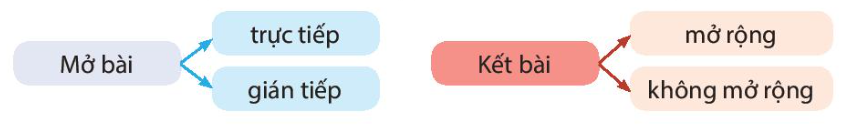 Mở bài
trực tiếp
gián tiếp
Kết bài
mở rộng
không mở rộng